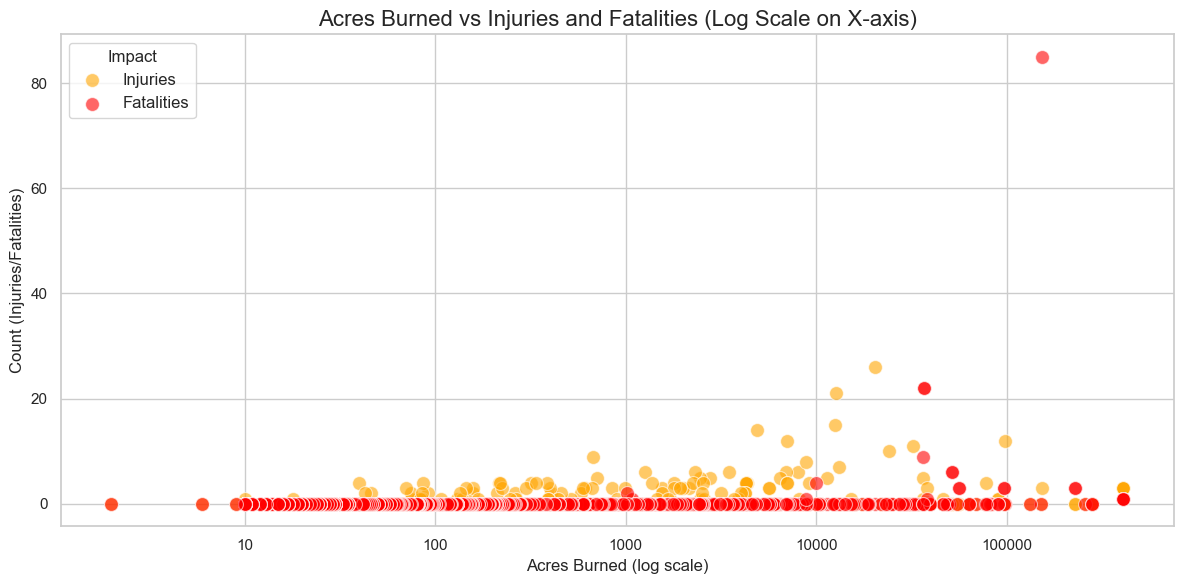 Acres Burned vs Injuries and Fatalities (Log Scale on X-axis)
Impact
Injuries
Fatalities
Count (Injuries/Fatalities)
80
60
40
20
0
10
100
1000
10000
100000
Acres Burned (log scale)